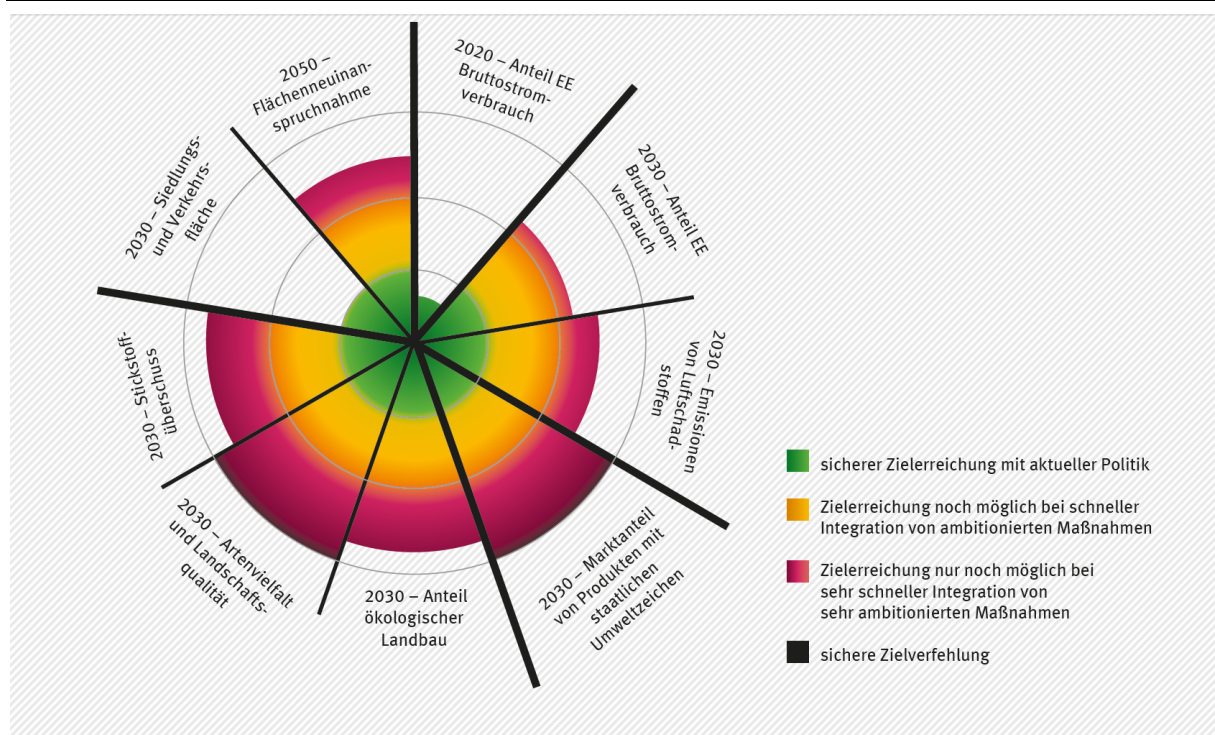 2020 – Anteil EE
Bruttostrom-
verbrauch
2030 – Anteil EE
Bruttostrom-
verbrauch
2030 – Emissionen
von Luftschad-
stoffen
2030 – Marktanteil
von Produkten mit
staatlichen
Umweltzeichen
2030 – Anteil
ökologischer
Landbau
2030 – Artenvielfalt
und Landschafts-
qualität
2030 – Stickstoff-
überschuss
2030 – Siedlungs-
und Verkehrs-
fläche
2050 –
Flächenneuinan-
spruchnahme
sicherer Zielerreichung mit aktueller Politik
Zielerreichung noch möglich bei schneller
Integration von ambitionierten Maßnahmen
Zielerreichung nur noch möglich bei
sehr schneller Integration von
sehr ambitionierten Maßnahmen
sichere Zielverfehlung